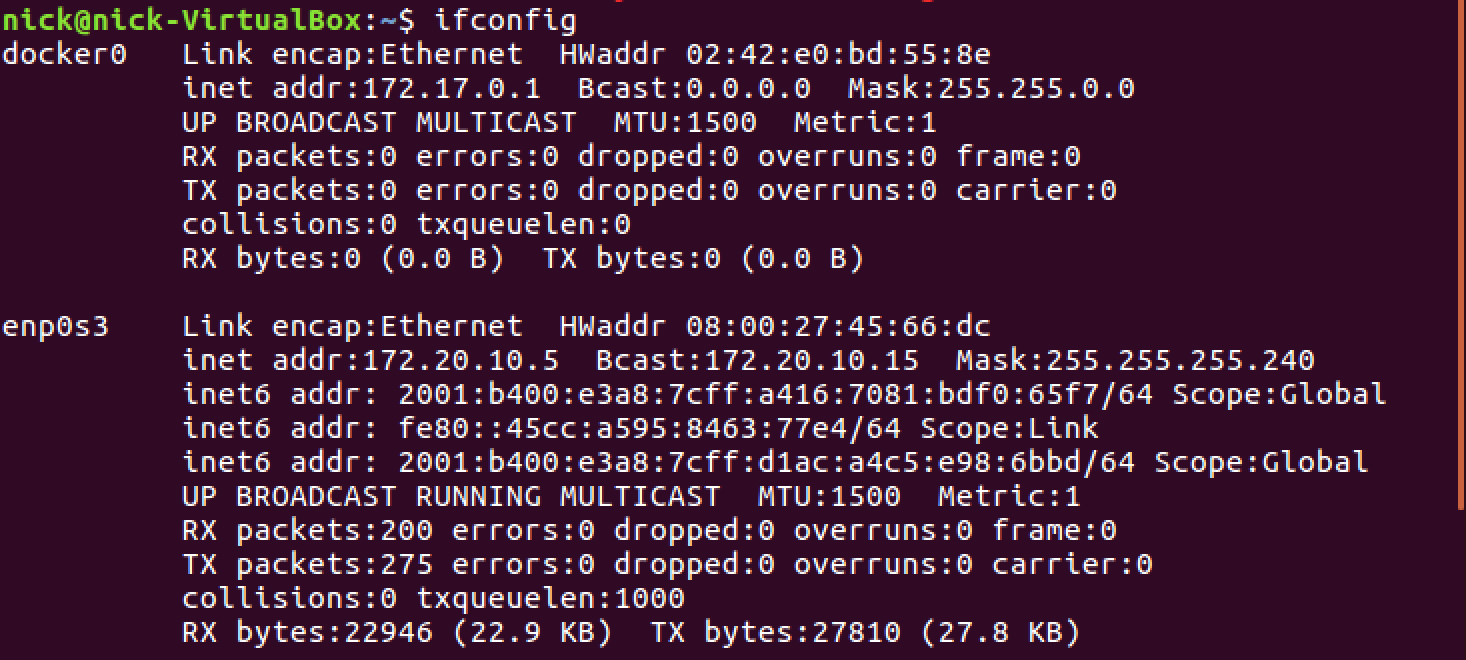 nick@nick-VirtualBox:~$ ifconfig
docker0   Link encap:Ethernet  HWaddr 02:42:e0:bd:55:8e
          inet addr:172.17.0.1  Bcast:0.0.0.0  Mask:255.255.0.0
          UP BROADCAST MULTICAST  MTU:1500  Metric:1
          RX packets:0 errors:0 dropped:0 overruns:0 frame:0
          TX packets:0 errors:0 dropped:0 overruns:0 carrier:0
          collisions:0 txqueuelen:0
          RX bytes:0 (0.0 B)  TX bytes:0 (0.0 B)

enp0s3    Link encap:Ethernet  HWaddr 08:00:27:45:66:dc
          inet addr:172.20.10.5  Bcast:172.20.10.15  Mask:255.255.255.240
          inet6 addr: 2001:b400:e3a8:7cff:a416:7081:bdf0:65f7/64 Scope:Global
          inet6 addr: fe80::45cc:a595:8463:77e4/64 Scope:Link
          inet6 addr: 2001:b400:e3a8:7cff:d1ac:a4c5:e98:6bbd/64 Scope:Global
          UP BROADCAST RUNNING MULTICAST  MTU:1500  Metric:1
          RX packets:200 errors:0 dropped:0 overruns:0 frame:0
          TX packets:275 errors:0 dropped:0 overruns:0 carrier:0
          collisions:0 txqueuelen:1000
          RX bytes:22946 (22.9 KB)  TX bytes:27810 (27.8 KB)